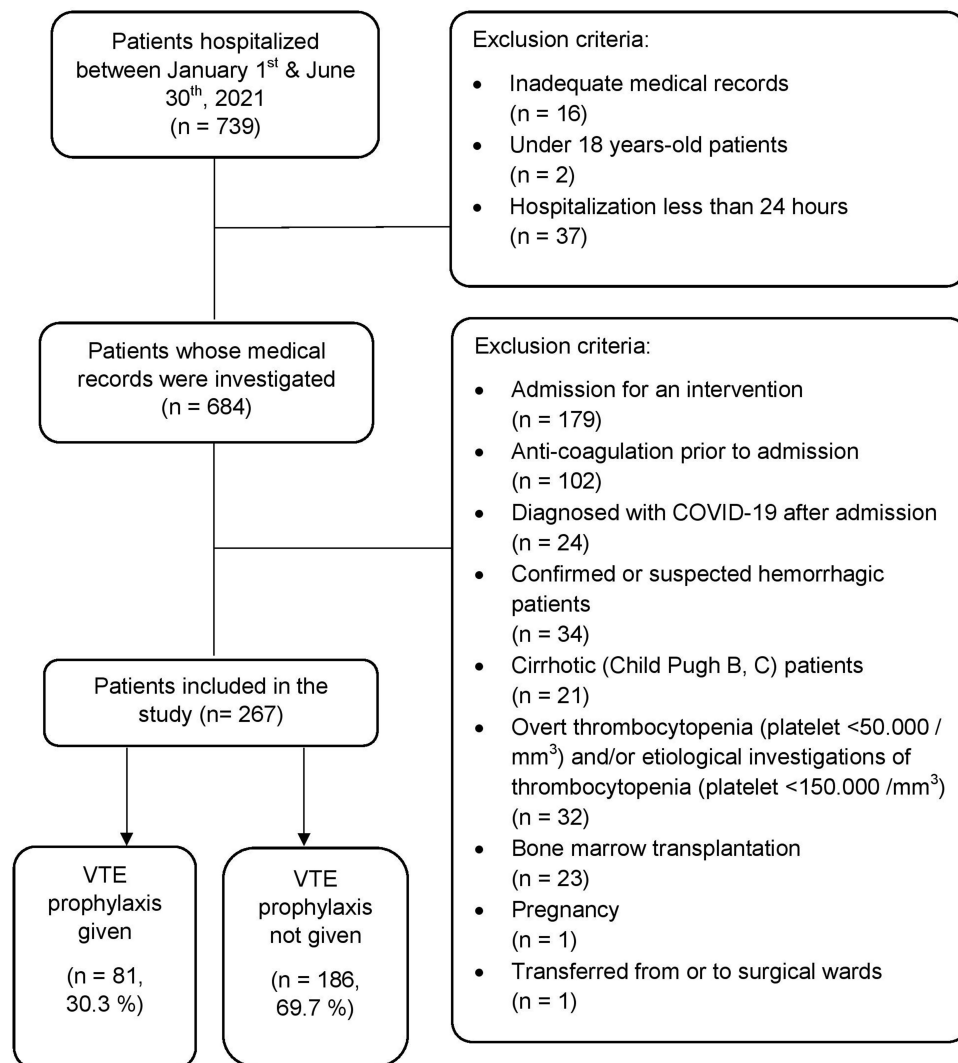 Patients hospitalized
between January 1st & June
30th, 2021
(n = 739)
Exclusion criteria:
• Inadequate medical records
(n = 16)
• Under 18 years-old patients
(n = 2)
• Hospitalization less than 24 hours
(n = 37)
Patients whose medical
records were investigated
(n = 684)
Exclusion criteria:
• Admission for an intervention
(n = 179)
• Anti-coagulation prior to admission
(n = 102)
• Diagnosed with COVID-19 after admission
(n = 24)
• Confirmed or suspected hemorrhagic
patients
(n = 34)
• Cirrhotic (Child Pugh B, C) patients
(n = 21)
• Overt thrombocytopenia (platelet <50.000 /
mm3) and/or etiological investigations of
thrombocytopenia (platelet <150.000 /mm3)
(n = 32)
• Bone marrow transplantation
(n = 23)
• Pregnancy
(n = 1)
• Transferred from or to surgical wards
(n = 1)
Patients included in the
study (n= 267)
VTE
prophylaxis
given
(n = 81,
30.3 %)
VTE
prophylaxis
not given
(n = 186,
69.7 %)